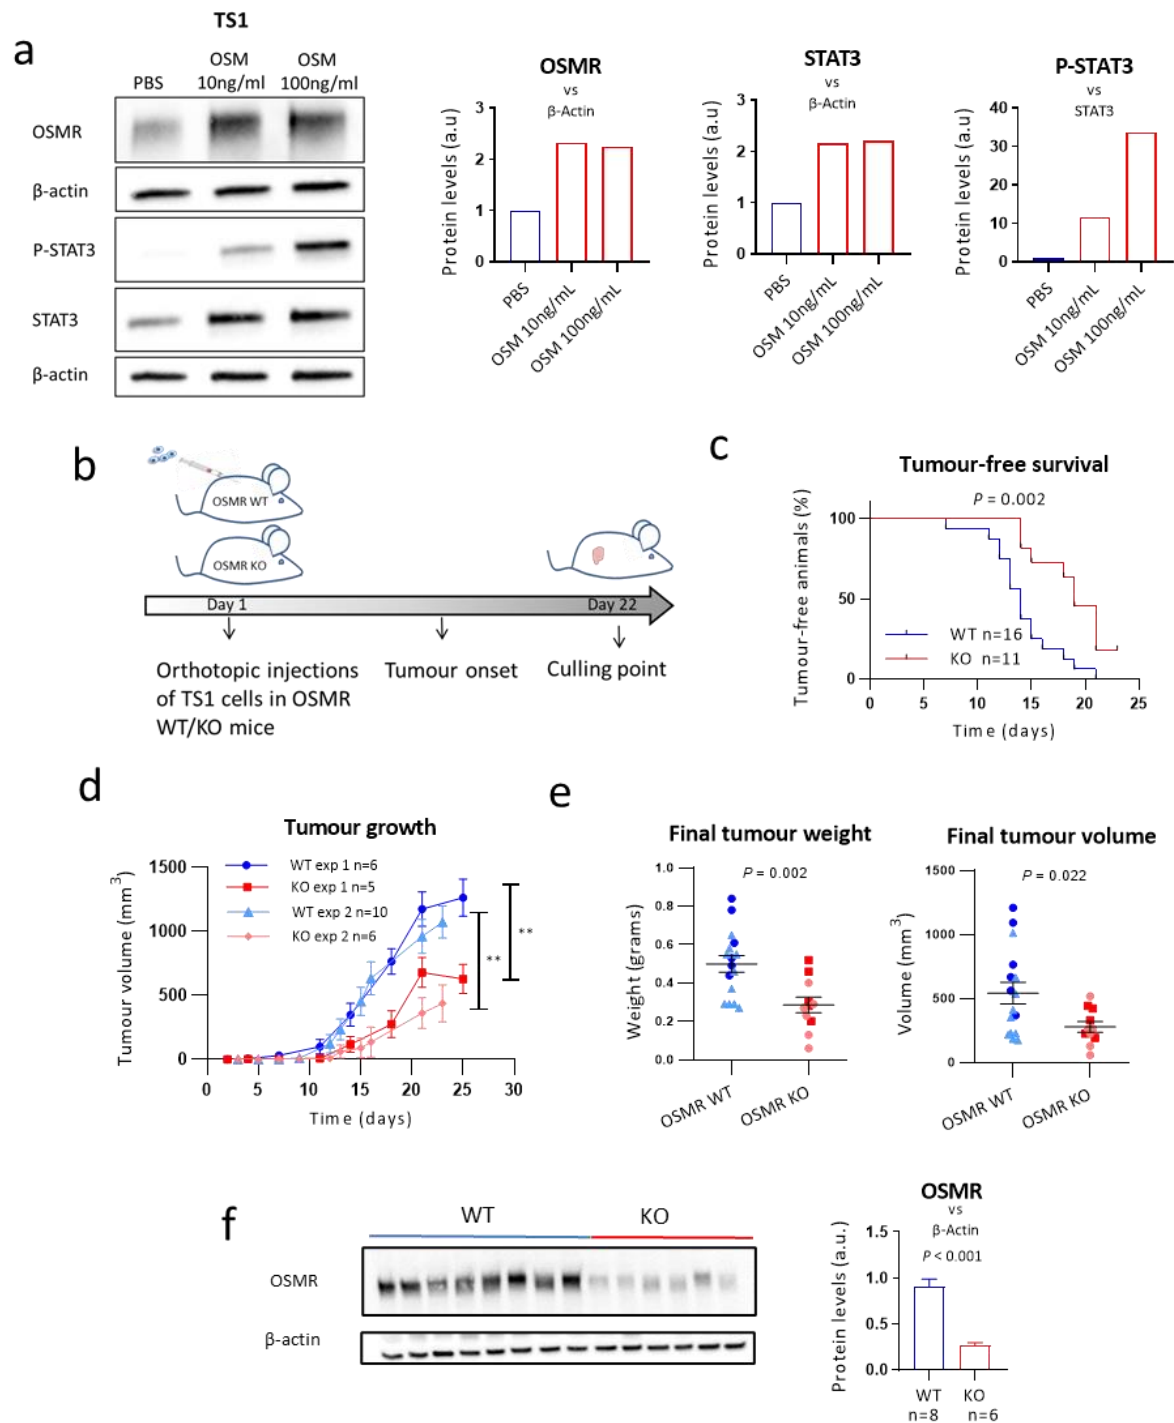 a
TS1
PBS
OSM
10ng/ml
OSM
100ng/ml
OSMR
β-actin
P-STAT3
STAT3
β-actin
OSMR
vs
β-Actin
Protein levels (a.u)
3
2
1
0
PBS
OSM 10ng/mL
OSM 100ng/mL
STAT3
vs
β-Actin
Protein levels (a.u)
3
2
1
0
PBS
OSM 10ng/mL
OSM 100ng/mL
P-STAT3
vs
STAT3
Protein levels (a.u)
40
30
20
10
0
PBS
OSM 10ng/mL
OSM 100ng/mL
b
OSMR WT
OSMR KO
Day 1
Day 22
Orthotopic injections
of TS1 cells in OSMR
WT/KO mice
Tumour onset
Culling point
c
Tumour-free survival
P = 0.002
Tumour-free animals (%)
100
50
0
WT n=16
KO n=11
0 5 10 15 20 25
Time (days)
d
Tumour growth
Tumour volume (mm³)
1500
1000
500
0
WT exp 1 n=6
KO exp 1 n=5
WT exp 2 n=10
KO exp 2 n=6
**
**
0 5 10 15 20 25 30
Time (days)
e
Final tumour weight
P = 0.002
Weight (grams)
1.0
0.8
0.6
0.4
0.2
0.0
OSMR WT
OSMR KO
Final tumour volume
P = 0.022
Volume (mm³)
1500
1000
500
0
OSMR WT
OSMR KO
f
WT
KO
OSMR
β-actin
OSMR
vs
β-Actin
P < 0.001
Protein levels (a.u.)
1.5
1.0
0.5
0.0
WT KO
n=8 n=6